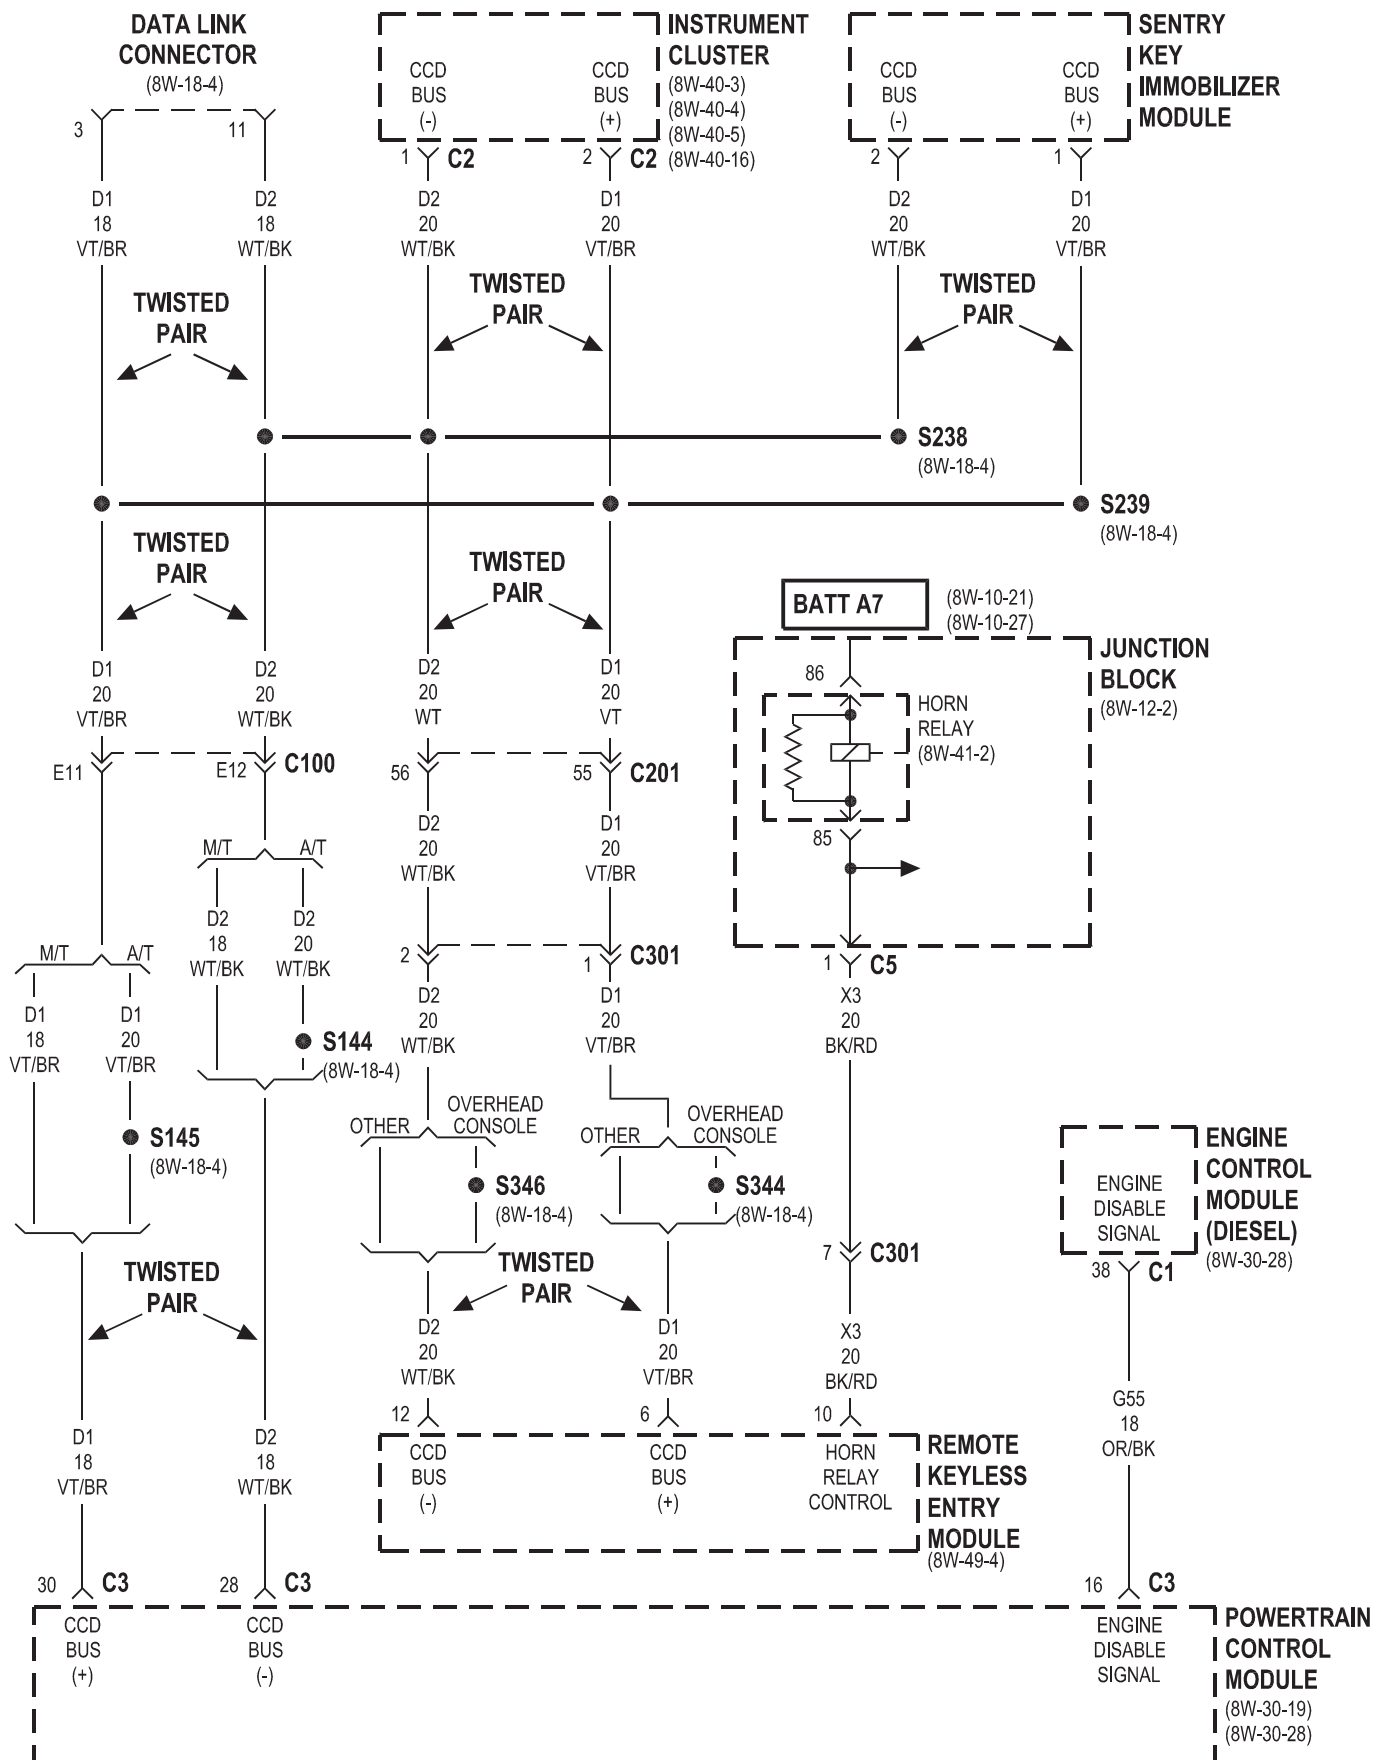 DATA LINK
CONNECTOR
(8W-18-4)
3
11
CCD
BUS
(-)
CCD
BUS
(+)
INSTRUMENT
CLUSTER
(8W-40-3)
(8W-40-4)
(8W-40-5)
(8W-40-16)
1
C2
2
C2
CCD
BUS
(-)
CCD
BUS
(+)
SENTRY
KEY
IMMOBILIZER
MODULE
2
1
D1
18
VT/BR
D2
18
WT/BK
D2
20
WT/BK
D1
20
VT/BR
D2
20
WT/BK
D1
20
VT/BR
TWISTED
PAIR
TWISTED
PAIR
TWISTED
PAIR
S238
(8W-18-4)
S239
(8W-18-4)
TWISTED
PAIR
TWISTED
PAIR
BATT A7
(8W-10-21)
(8W-10-27)
D1
20
VT/BR
D2
20
WT/BK
D2
20
WT
D1
20
VT
JUNCTION
BLOCK
(8W-12-2)
86
HORN
RELAY
(8W-41-2)
85
E11
E12
C100
56
55
C201
D2
20
WT/BK
D1
20
VT/BR
M/T
A/T
D2
18
WT/BK
D2
20
WT/BK
M/T
A/T
D1
18
VT/BR
D1
20
VT/BR
2
1
C301
1
C5
D2
20
WT/BK
D1
20
VT/BR
X3
20
BK/RD
S144
(8W-18-4)
S145
(8W-18-4)
OTHER
OVERHEAD
CONSOLE
OTHER
OVERHEAD
CONSOLE
S346
(8W-18-4)
S344
(8W-18-4)
ENGINE
DISABLE
SIGNAL
ENGINE
CONTROL
MODULE
(DIESEL)
(8W-30-28)
38
C1
7
C301
TWISTED
PAIR
TWISTED
PAIR
D2
20
WT/BK
D1
20
VT/BR
X3
20
BK/RD
G55
18
OR/BK
12
6
10
D1
18
VT/BR
D2
18
WT/BK
CCD
BUS
(-)
CCD
BUS
(+)
HORN
RELAY
CONTROL
REMOTE
KEYLESS
ENTRY
MODULE
(8W-49-4)
30
C3
28
C3
16
C3
CCD
BUS
(+)
CCD
BUS
(-)
ENGINE
DISABLE
SIGNAL
POWERTRAIN
CONTROL
MODULE
(8W-30-19)
(8W-30-28)